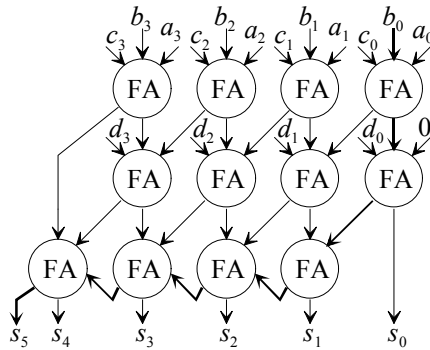 b₃ b₂ b₁ b₀
c₃ a₃ c₂ a₂ c₁ a₁ c₀ a₀
FA FA FA FA
d₃ d₂ d₁ d₀ 0
FA FA FA FA
FA FA FA FA
s₅ s₄ s₃ s₂ s₁ s₀